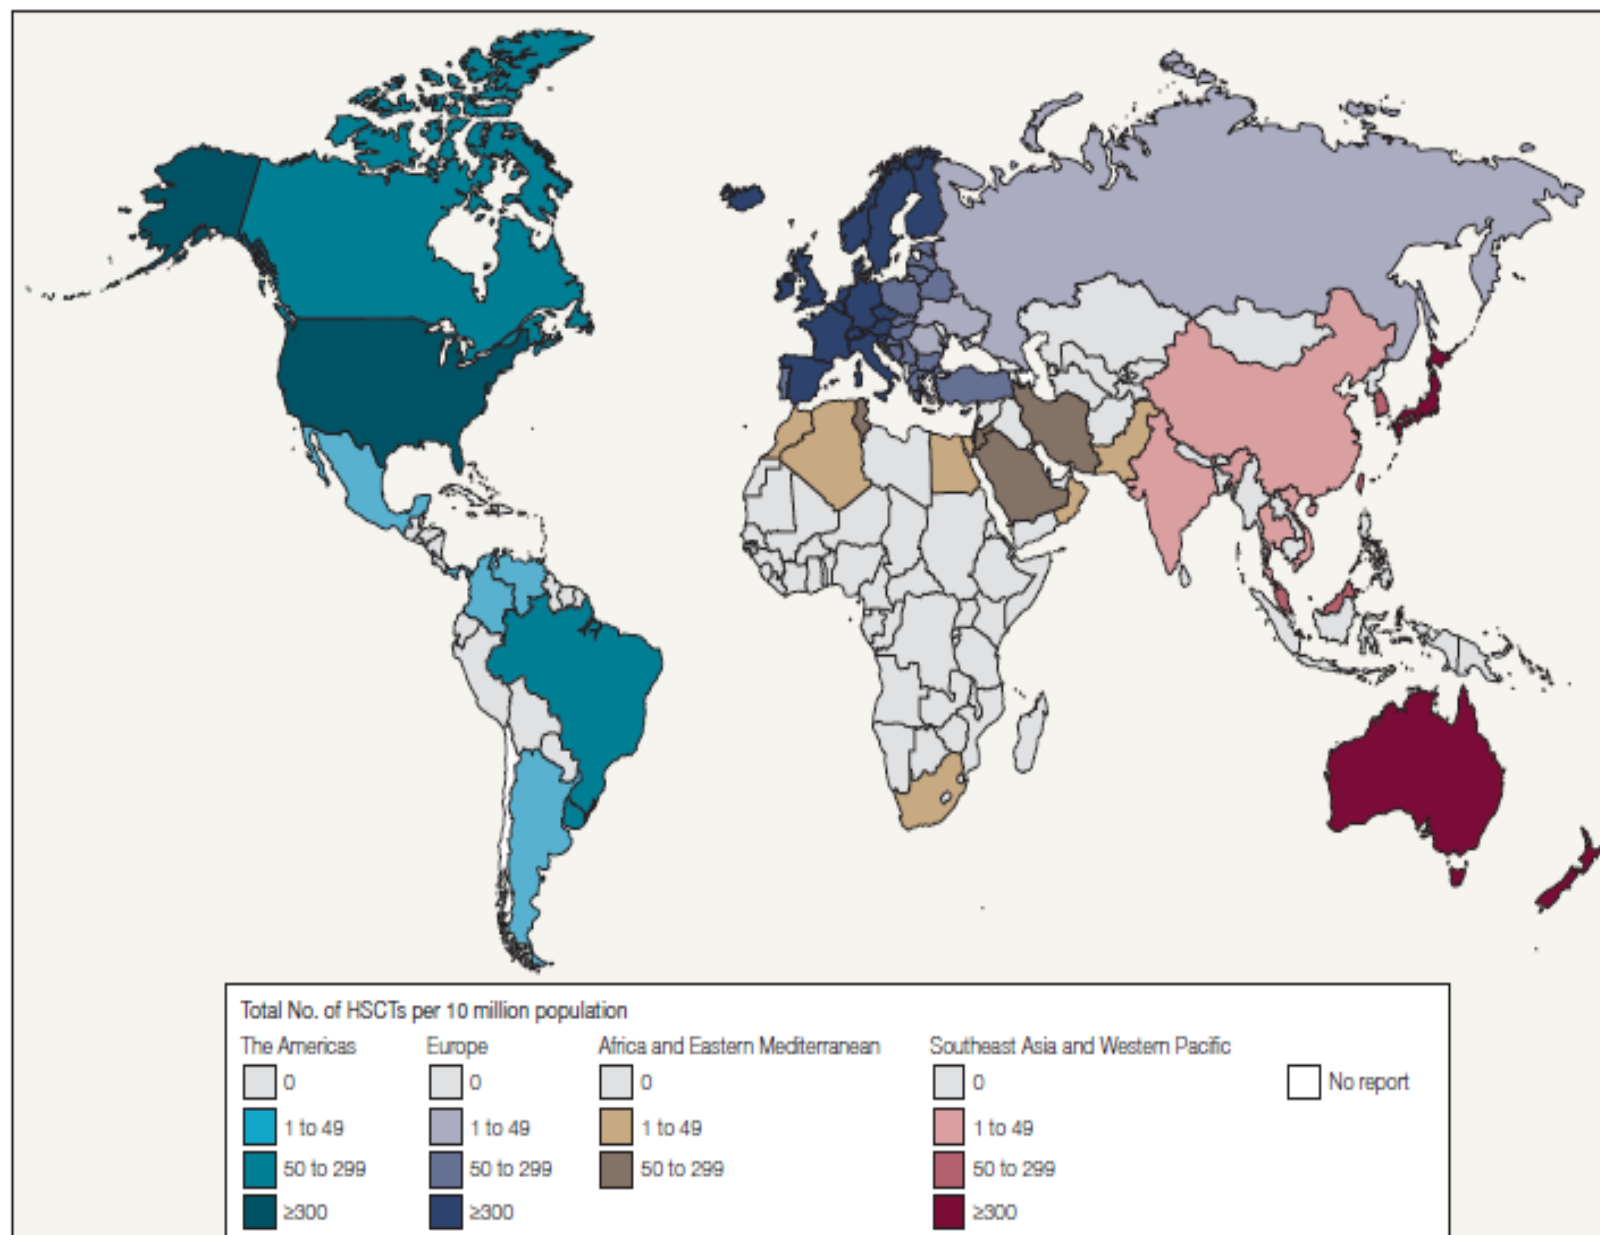 Total No. of HSCTs per 10 million population
The Americas
0
1 to 49
50 to 299
≥300
Europe
0
1 to 49
50 to 299
≥300
Africa and Eastern Mediterranean
0
1 to 49
50 to 299
Southeast Asia and Western Pacific
0
1 to 49
50 to 299
≥300
No report